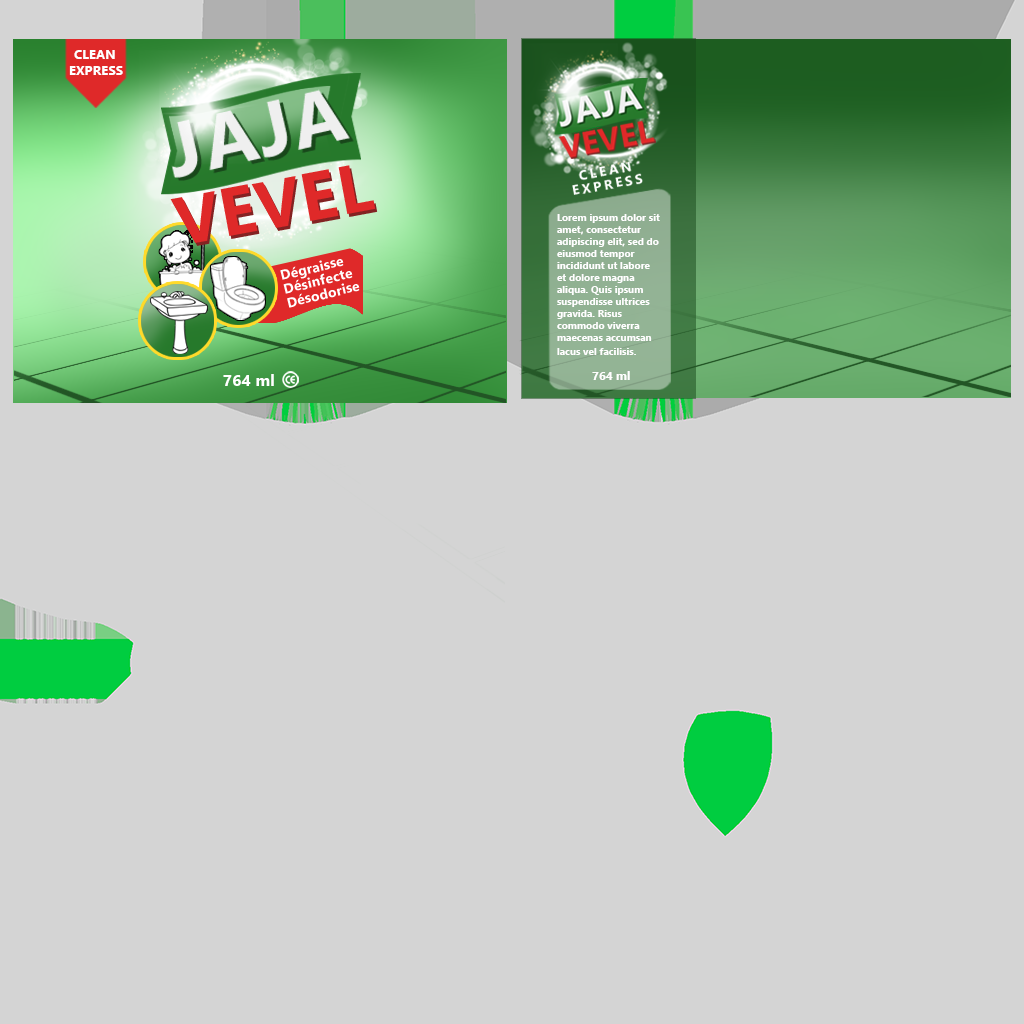 CLEAN
EXPRESS
JAJA
VEVEL
Dégraisse
Désinfecte
Désodorise
764 ml
JAJA
VEVEL
CLEAN
EXPRESS
Lorem ipsum dolor sit
amet, consectetur
adipiscing elit, sed do
eiusmod tempor
incididunt ut labore
et dolore magna
aliqua. Quis ipsum
suspendisse ultrices
gravida. Risus
commodo viverra
maecenas accumsan
lacus vel facilisis.
764 ml